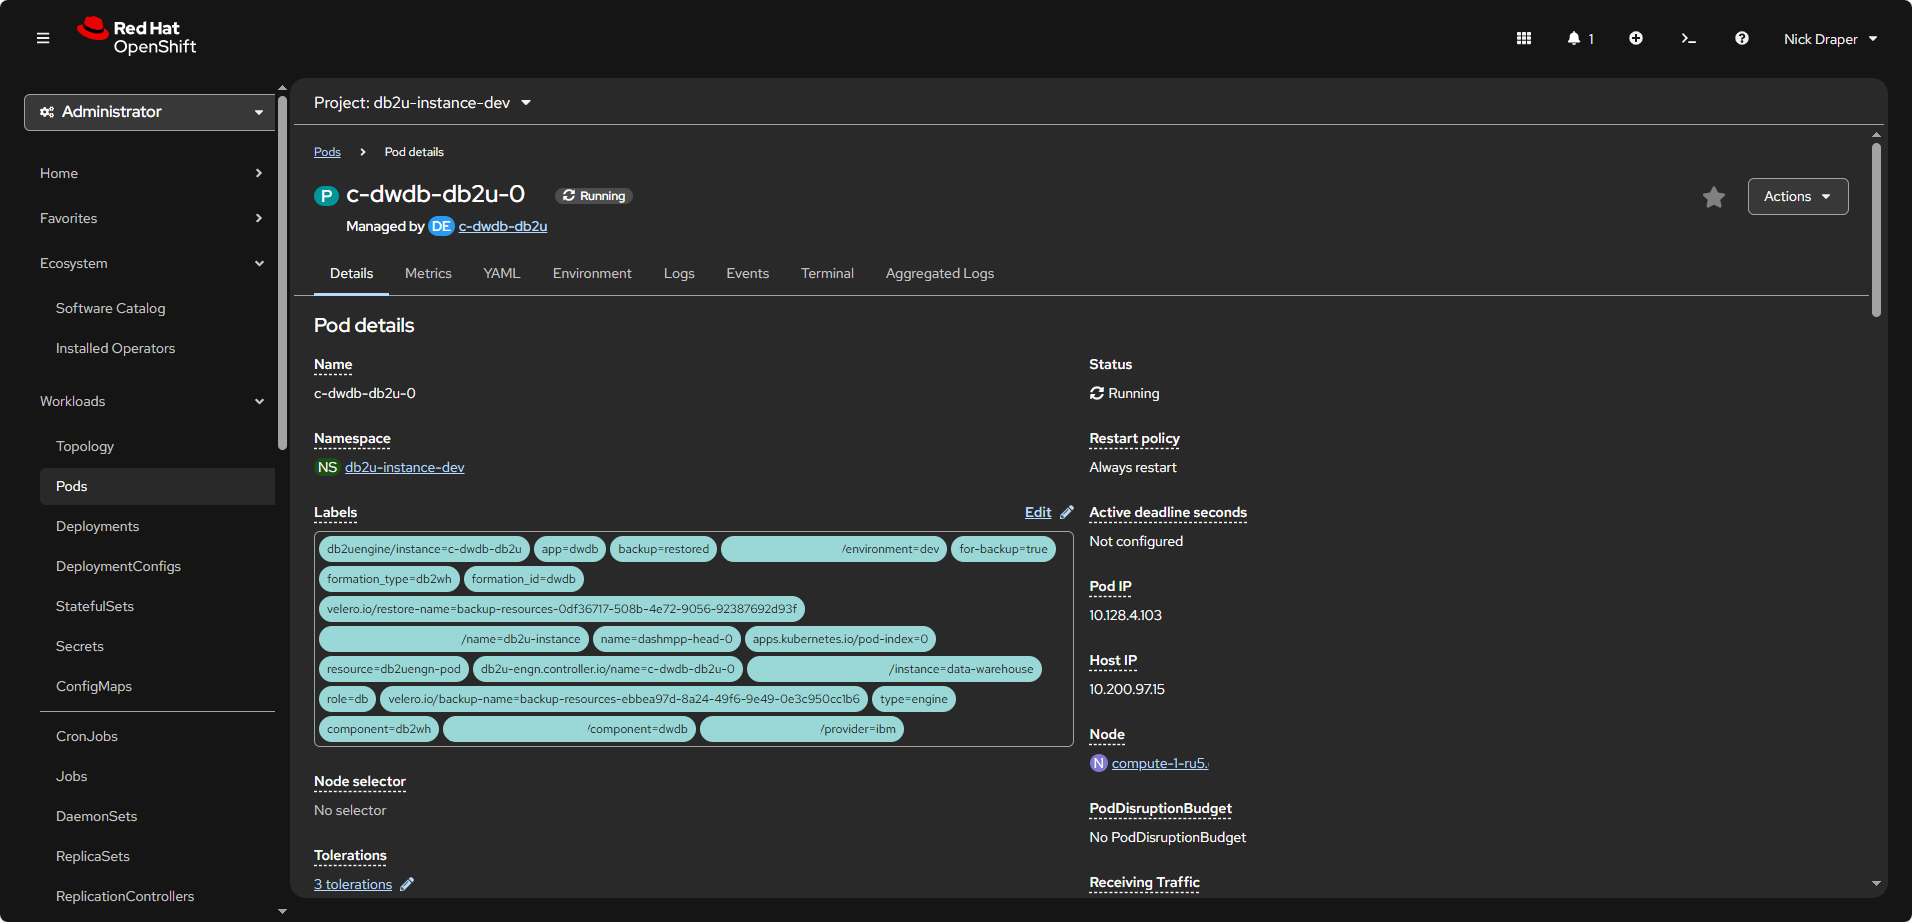 Red Hat
OpenShift
1
Nick Draper
Administrator
Home
Favorites
Ecosystem
Software Catalog
Installed Operators
Workloads
Topology
Pods
Deployments
DeploymentConfigs
StatefulSets
Secrets
ConfigMaps
CronJobs
Jobs
DaemonSets
ReplicaSets
ReplicationControllers
Project: db2u-instance-dev
Pods > Pod details
P c-dwdb-db2u-0 Running
Managed by DE c-dwdb-db2u
Actions
Details Metrics YAML Environment Logs Events Terminal Aggregated Logs
Pod details
Name
c-dwdb-db2u-0
Namespace
NS db2u-instance-dev
Labels Edit
db2uengine/instance=c-dwdb-db2u app=dwdb backup=restored /environment=dev for-backup=true
formation_type=db2wh formation_id=dwdb
velero.io/restore-name=backup-resources-0df36717-508b-4e72-9056-92387692d93f
/name=db2u-instance name=dashmpp-head-0 apps.kubernetes.io/pod-index=0
resource=db2uengn-pod db2u-engn.controller.io/name=c-dwdb-db2u-0 /instance=data-warehouse
role=db velero.io/backup-name=backup-resources-ebbea97d-8a24-49f6-9e49-0e3c950cc1b6 type=engine
component=db2wh /component=dwdb /provider=ibm
Node selector
No selector
Tolerations
3 tolerations
Status
Running
Restart policy
Always restart
Active deadline seconds
Not configured
Pod IP
10.128.4.103
Host IP
10.200.97.15
Node
N compute-1-ru5.
PodDisruptionBudget
No PodDisruptionBudget
Receiving Traffic